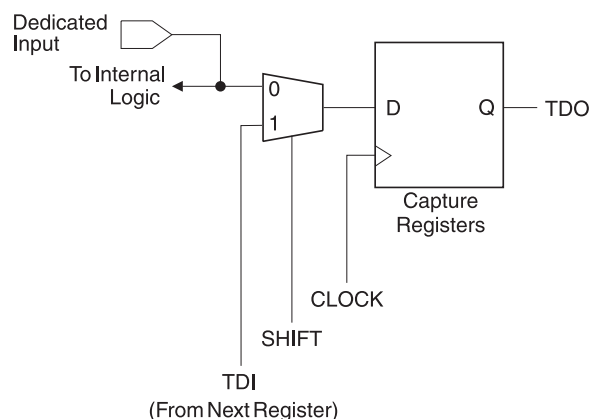 Dedicated
Input
To Internal
Logic
0
1
D
Q
TDO
Capture
Registers
CLOCK
SHIFT
TDI
(From Next Register)